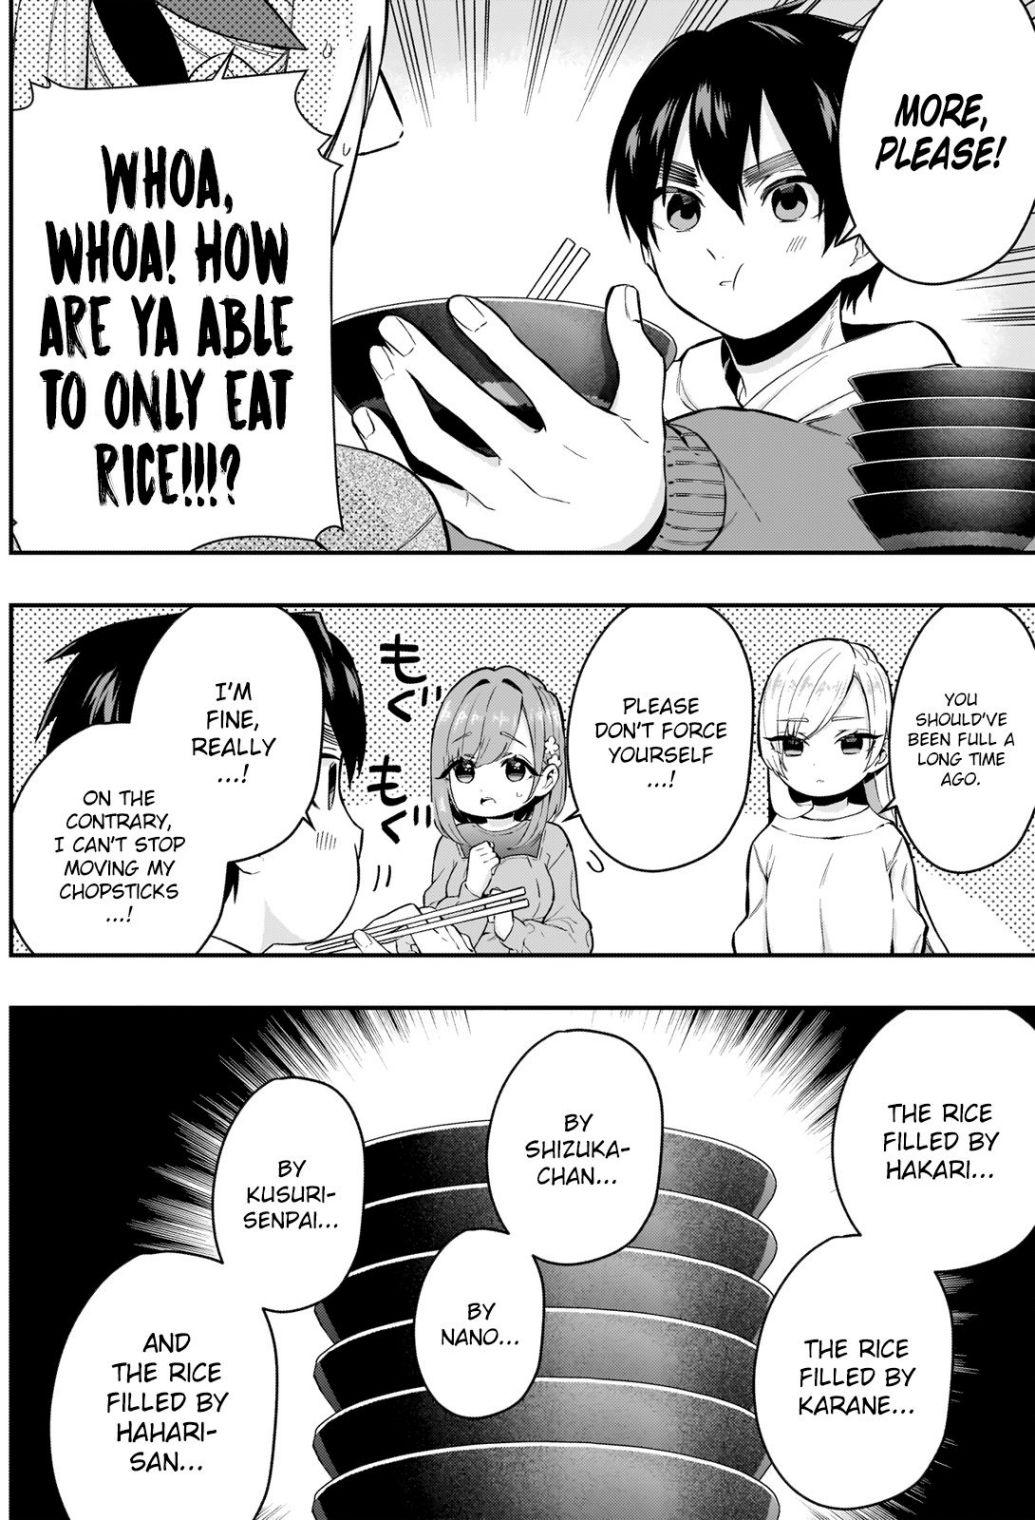 MORE,
PLEASE!
WHOA,
WHOA! HOW
ARE YA ABLE
TO ONLY EAT
RICE!!!?
YOU
SHOULD'VE
BEEN FULL A
LONG TIME
AGO.
PLEASE
DON'T FORCE
YOURSELF
...!
もぐ
もぐ
I'M
FINE,
REALLY
...!
ON THE
CONTRARY,
I CAN'T STOP
MOVING MY
CHOPSTICKS
...!
THE RICE
FILLED BY
HAKARI...
THE RICE
FILLED BY
KARANE...
BY
SHIZUKA-
CHAN...
BY
NANO...
BY
KUSURI-
SENPAI...
AND
THE RICE
FILLED BY
HAHARI-
SAN...